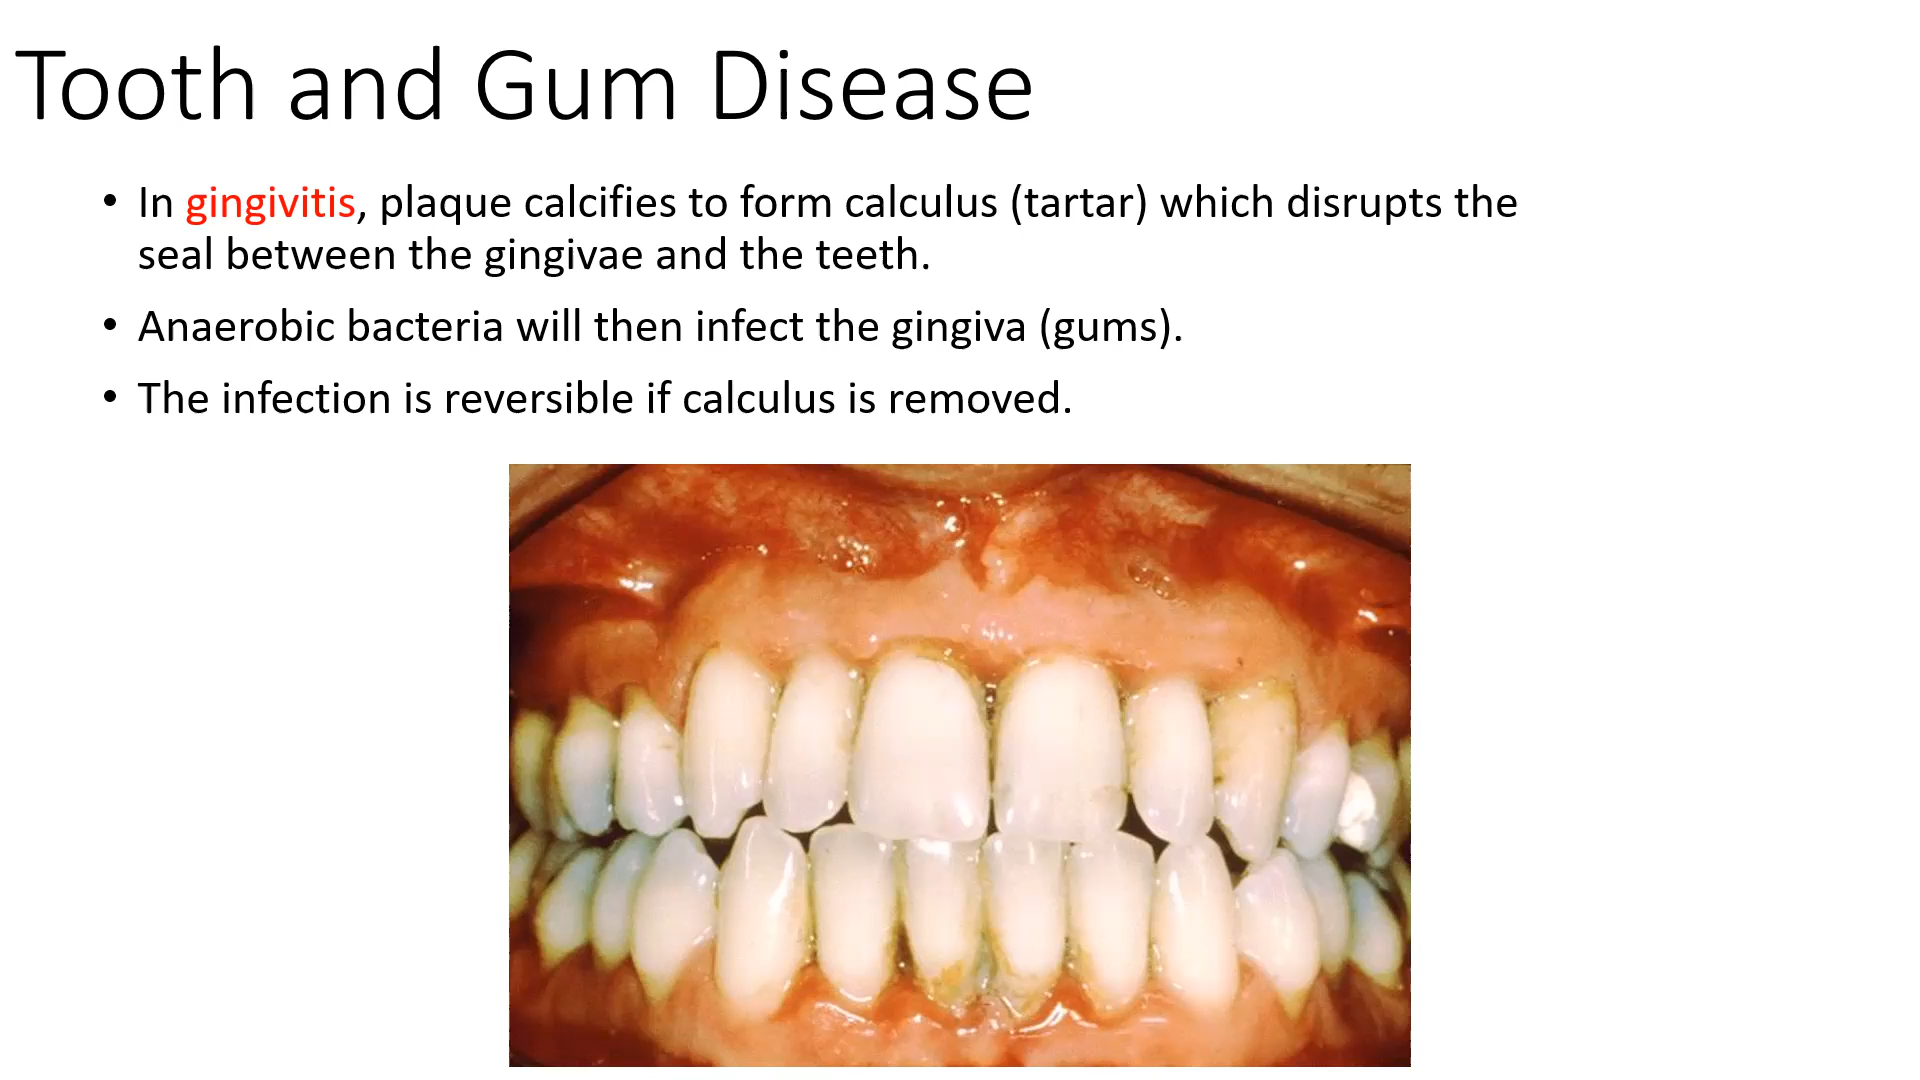 Tooth and Gum Disease
• In gingivitis, plaque calcifies to form calculus (tartar) which disrupts the
seal between the gingivae and the teeth.
• Anaerobic bacteria will then infect the gingiva (gums).
• The infection is reversible if calculus is removed.